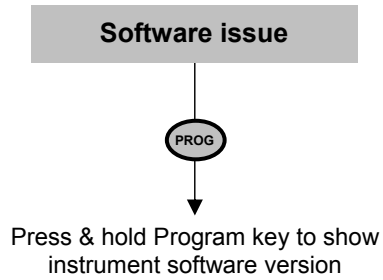 Software issue
PROG
Press & hold Program key to show
instrument software version